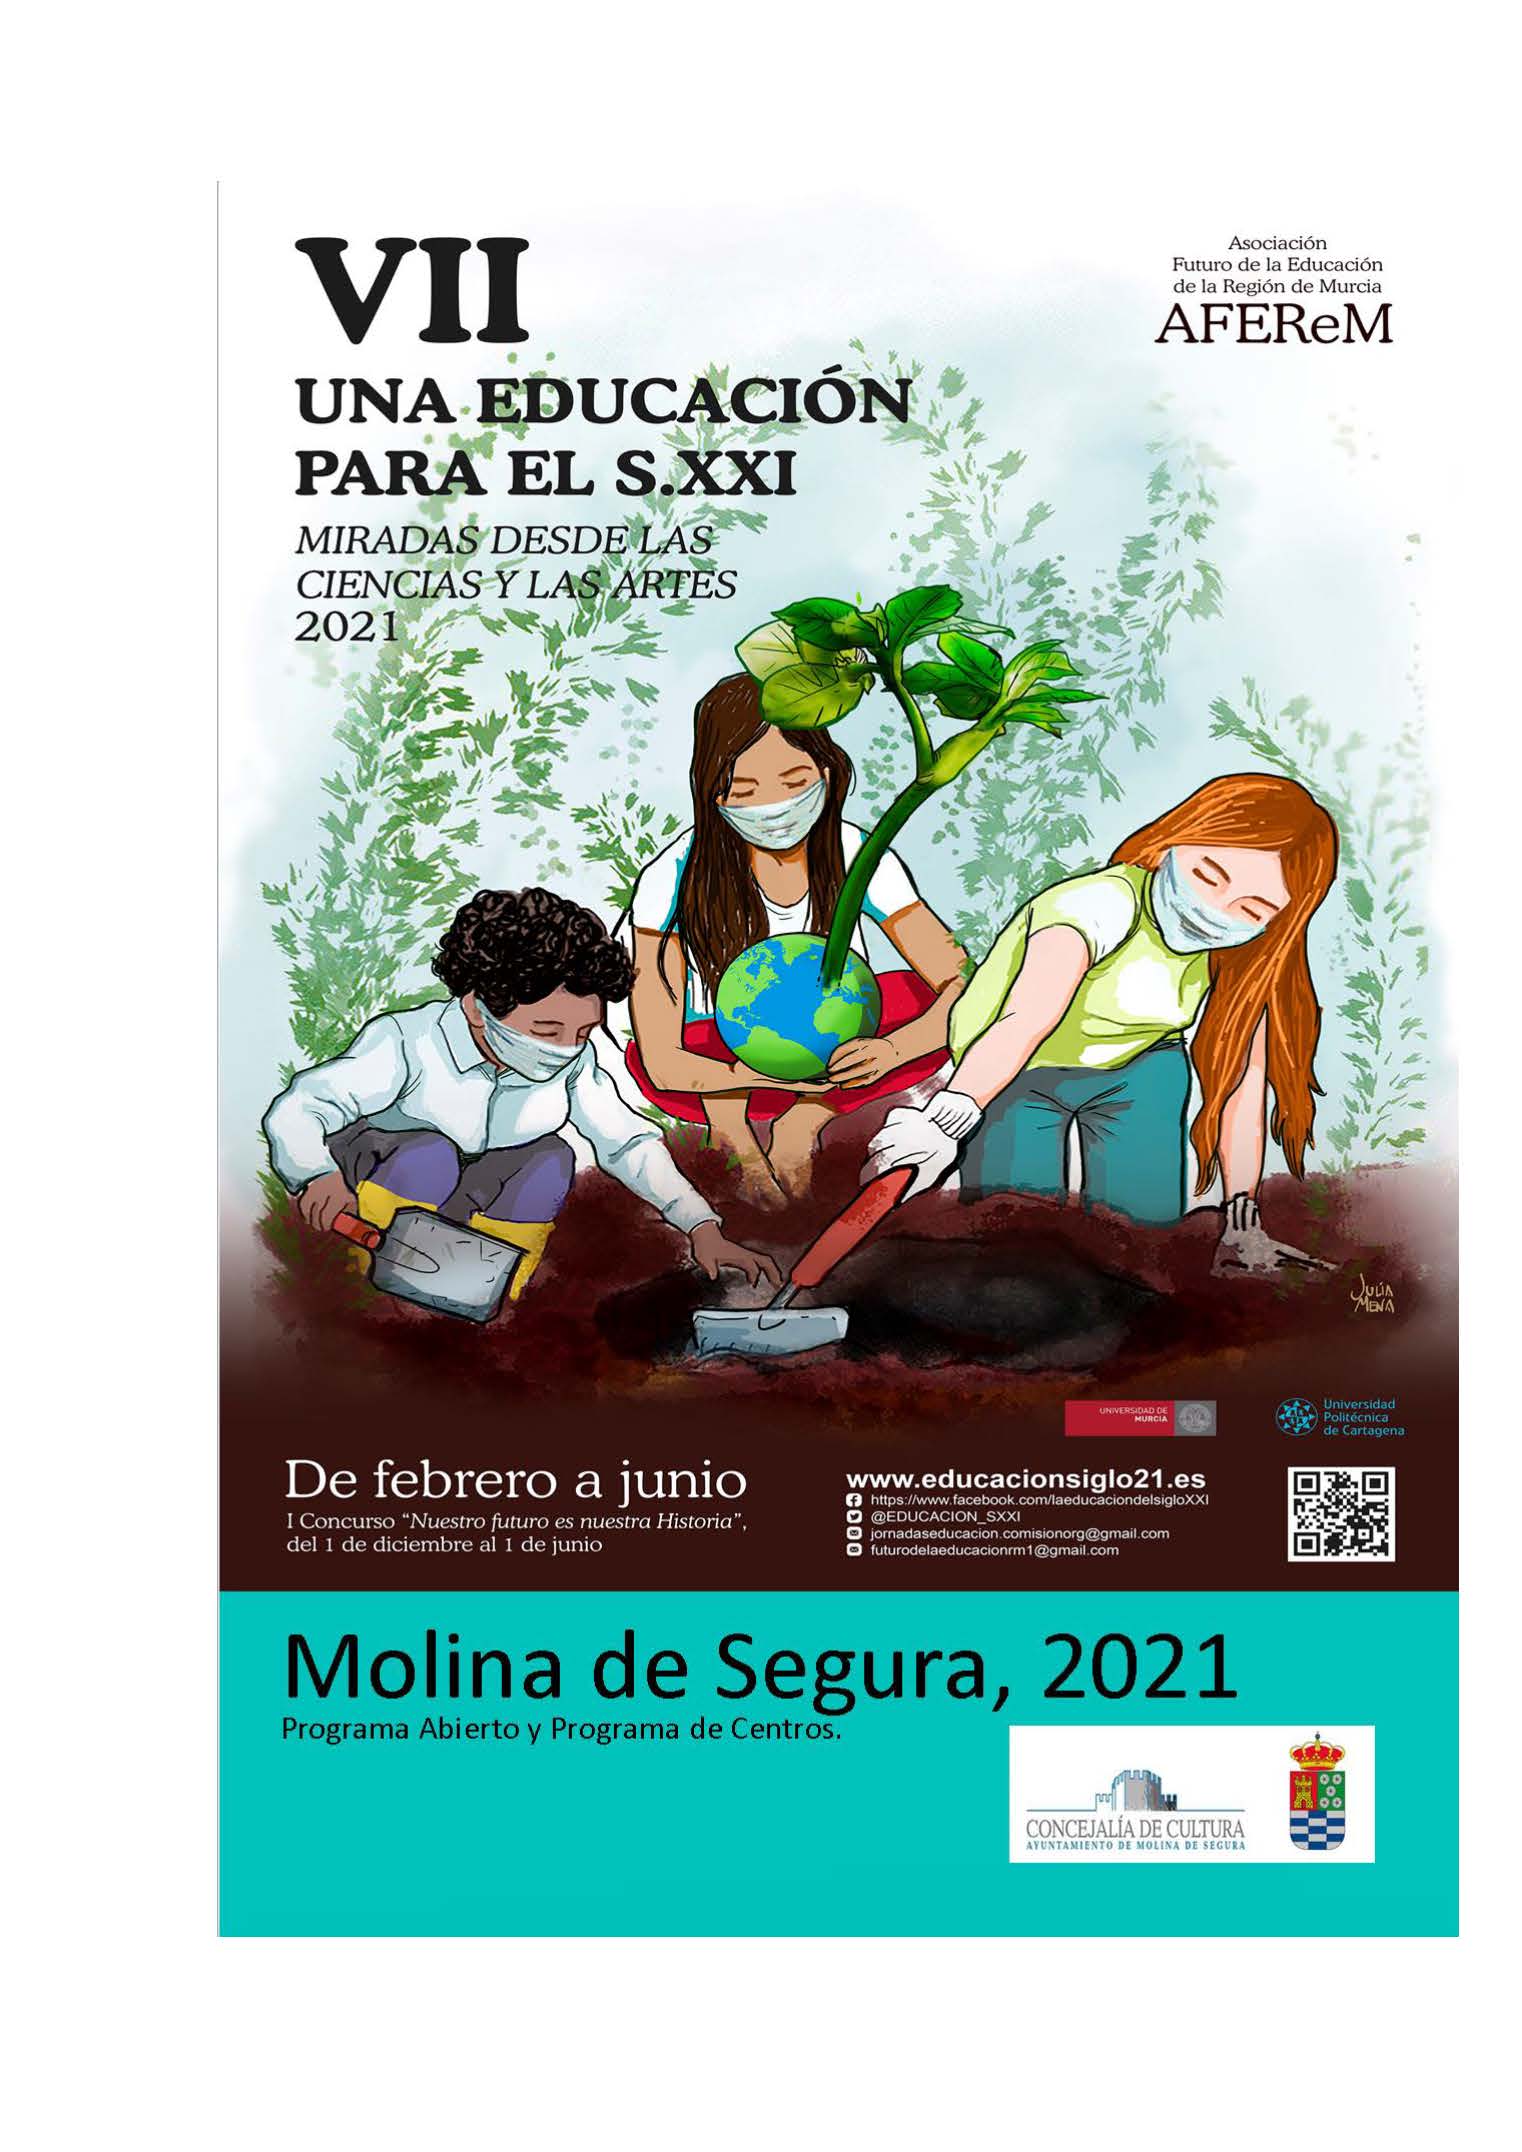 VII
UNA EDUCACIÓN
PARA EL S.XXI
MIRADAS DESDE LAS
CIENCIAS Y LAS ARTES
2021
Asociación
Futuro de la Educación
de la Región de Murcia
AFEReM
JULIA
MENA
UNIVERSIDAD DE
MURCIA
Universidad
Politécnica
de Cartagena
De febrero a junio
I Concurso “Nuestro futuro es nuestra Historia”,
del 1 de diciembre al 1 de junio
www.educacionsiglo21.es
https://www.facebook.com/laeducaciondelsigloXXI
@EDUCACION_SXXI
jornadaseducacion.comisionorg@gmail.com
futurodelaeducacionrm1@gmail.com
Molina de Segura, 2021
Programa Abierto y Programa de Centros.
CONCEJALÍA DE CULTURA
AYUNTAMIENTO DE MOLINA DE SEGURA